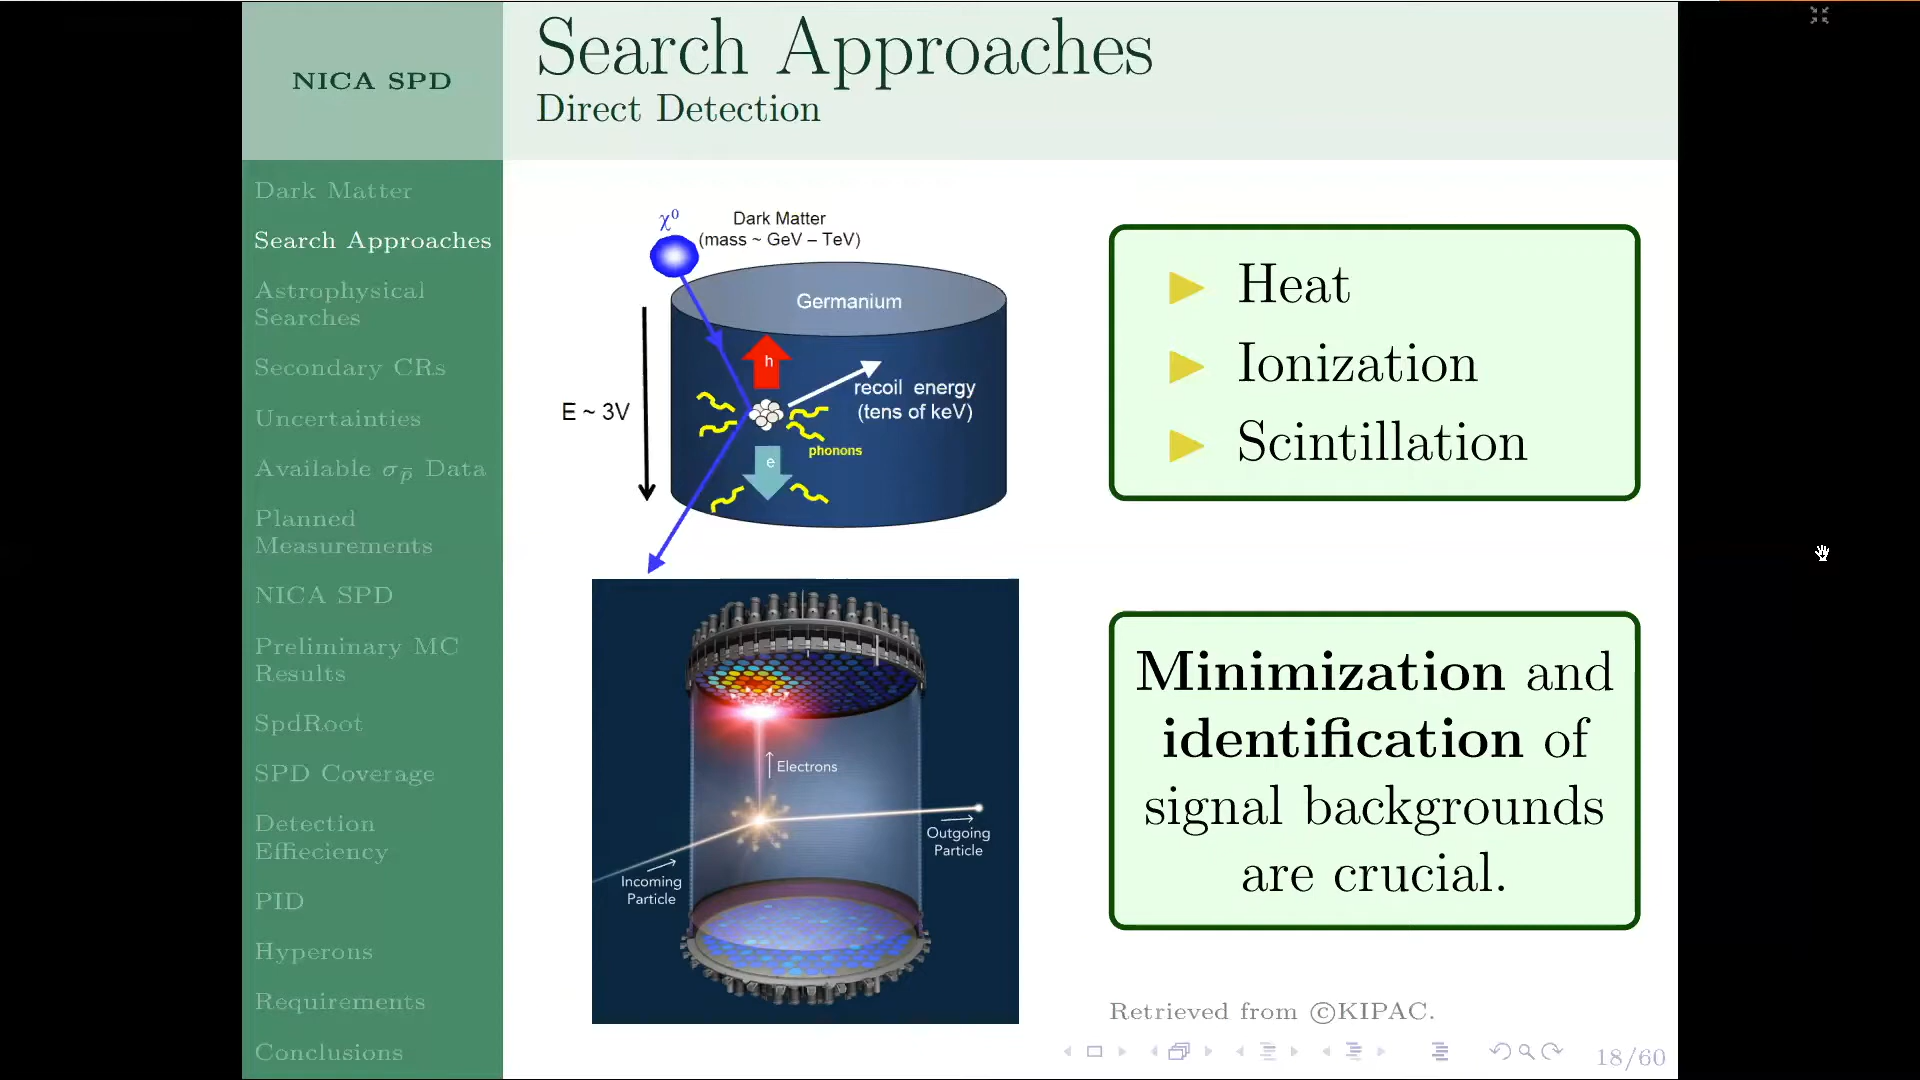 NICA SPD
Search Approaches
Direct Detection
Dark Matter
Search Approaches
Astrophysical
Searches
Secondary CRs
Uncertainties
Available σp̄ Data
Planned
Measurements
NICA SPD
Preliminary MC
Results
SpdRoot
SPD Coverage
Detection
Effieciency
PID
Hyperons
Requirements
Conclusions
χ⁰
Dark Matter
(mass ~ GeV – TeV)
Germanium
h
recoil energy
(tens of keV)
E ~ 3V
phonons
e
Electrons
Outgoing
Particle
Incoming
Particle
Heat
Ionization
Scintillation
Minimization and
identification of
signal backgrounds
are crucial.
Retrieved from ©KIPAC.
18/60